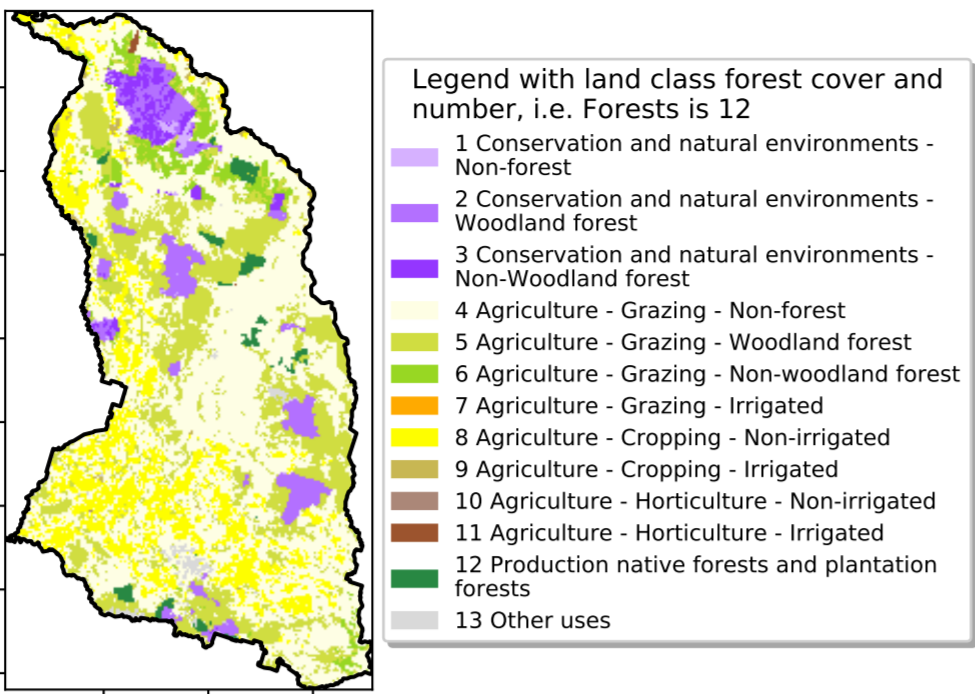 Legend with land class forest cover and
number, i.e. Forests is 12
1 Conservation and natural environments -
Non-forest
2 Conservation and natural environments -
Woodland forest
3 Conservation and natural environments -
Non-Woodland forest
4 Agriculture - Grazing - Non-forest
5 Agriculture - Grazing - Woodland forest
6 Agriculture - Grazing - Non-woodland forest
7 Agriculture - Grazing - Irrigated
8 Agriculture - Cropping - Non-irrigated
9 Agriculture - Cropping - Irrigated
10 Agriculture - Horticulture - Non-irrigated
11 Agriculture - Horticulture - Irrigated
12 Production native forests and plantation
forests
13 Other uses